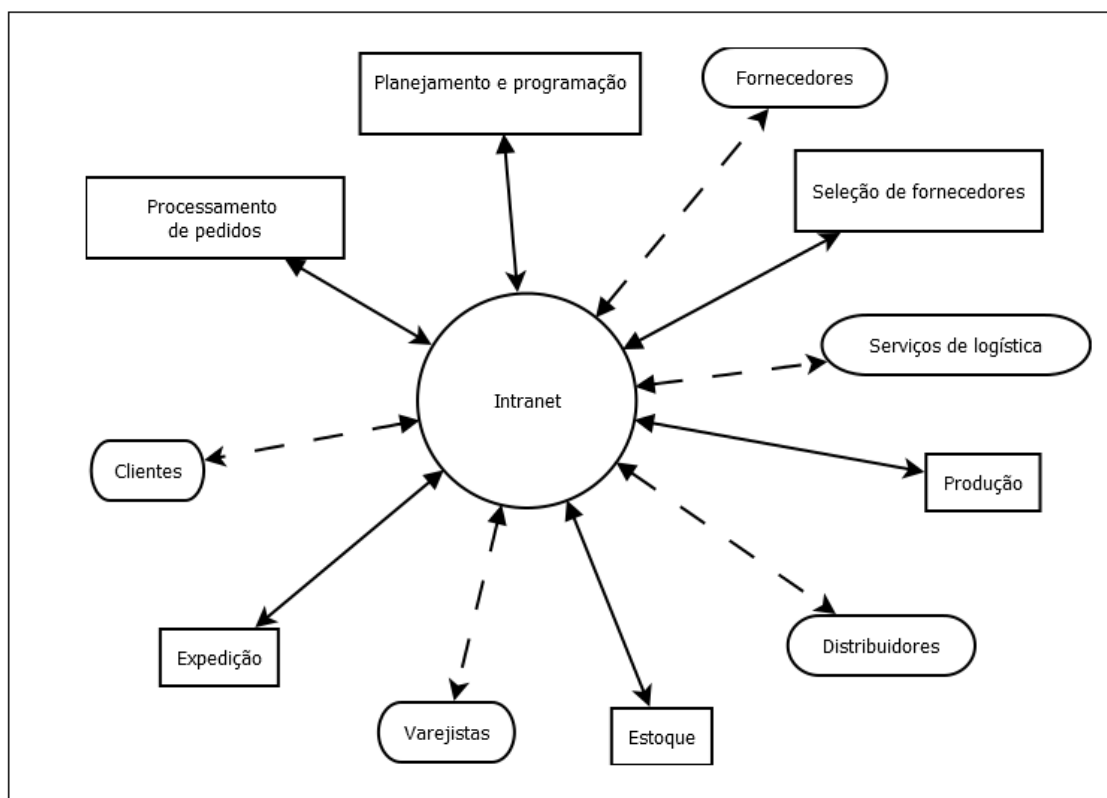 Planejamento e programação
Fornecedores
Processamento
de pedidos
Seleção de fornecedores
Serviços de logística
Intranet
Clientes
Produção
Expedição
Distribuidores
Varejistas
Estoque